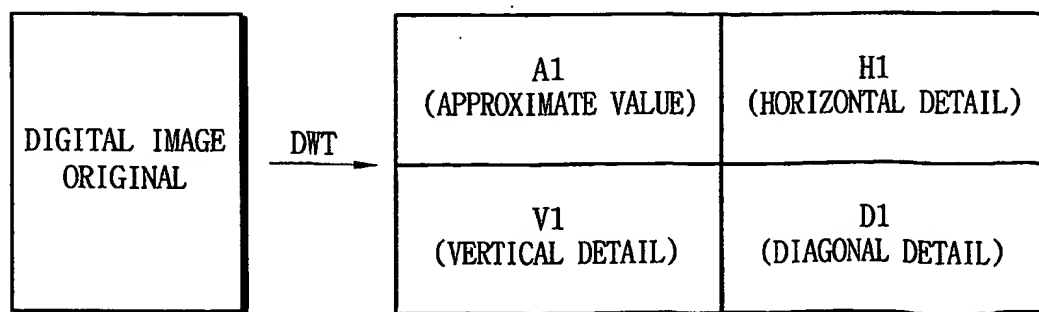 DIGITAL IMAGE
ORIGINAL
DWT
A1
(APPROXIMATE VALUE)
H1
(HORIZONTAL DETAIL)
V1
(VERTICAL DETAIL)
D1
(DIAGONAL DETAIL)